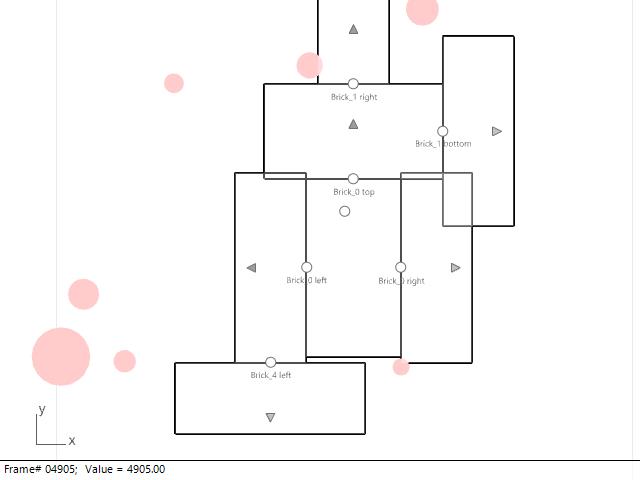 Brick_1 right
Brick_1 bottom
Brick_0 top
Brick_0 left
Brick_0 right
Brick_4 left
y
x
Frame# 04905;  Value = 4905.00